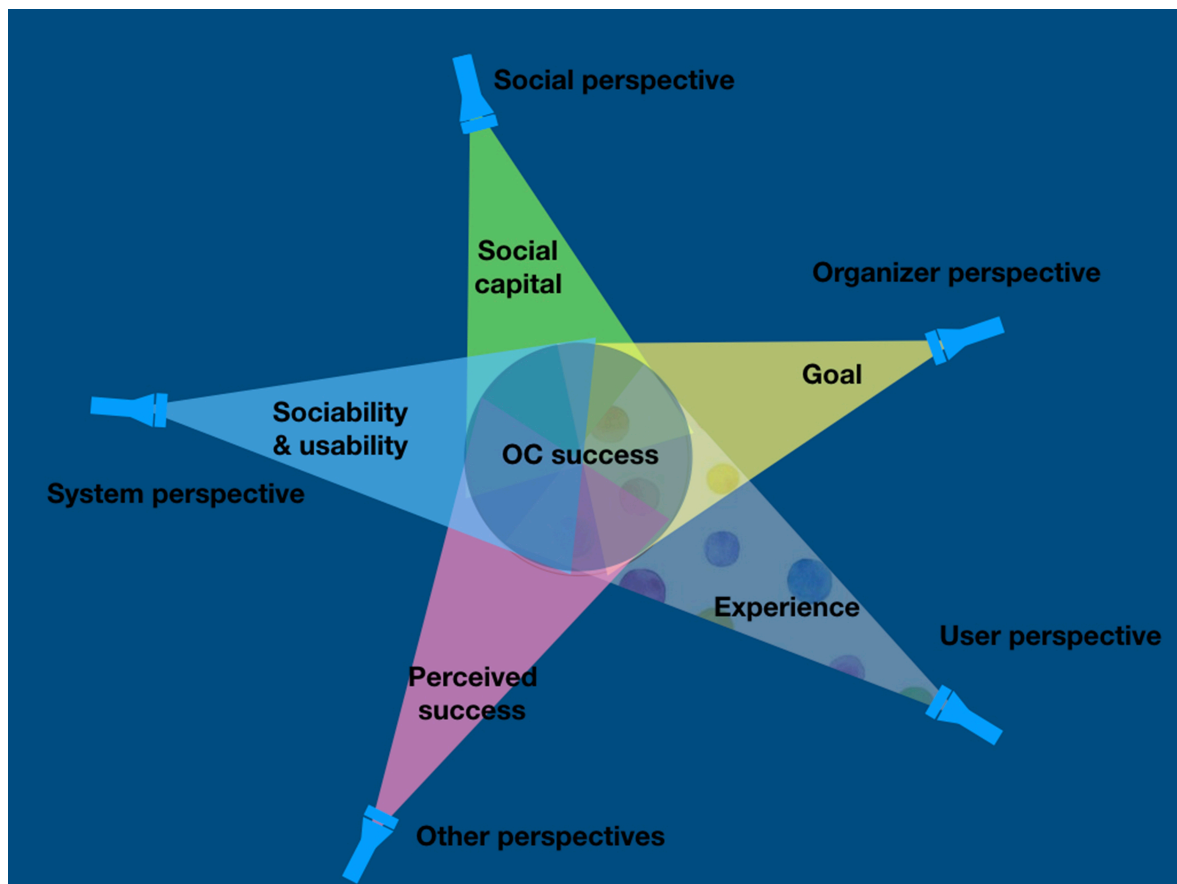 Social perspective
Social
capital
Organizer perspective
Goal
Sociability
& usability
OC success
System perspective
Experience
User perspective
Perceived
success
Other perspectives